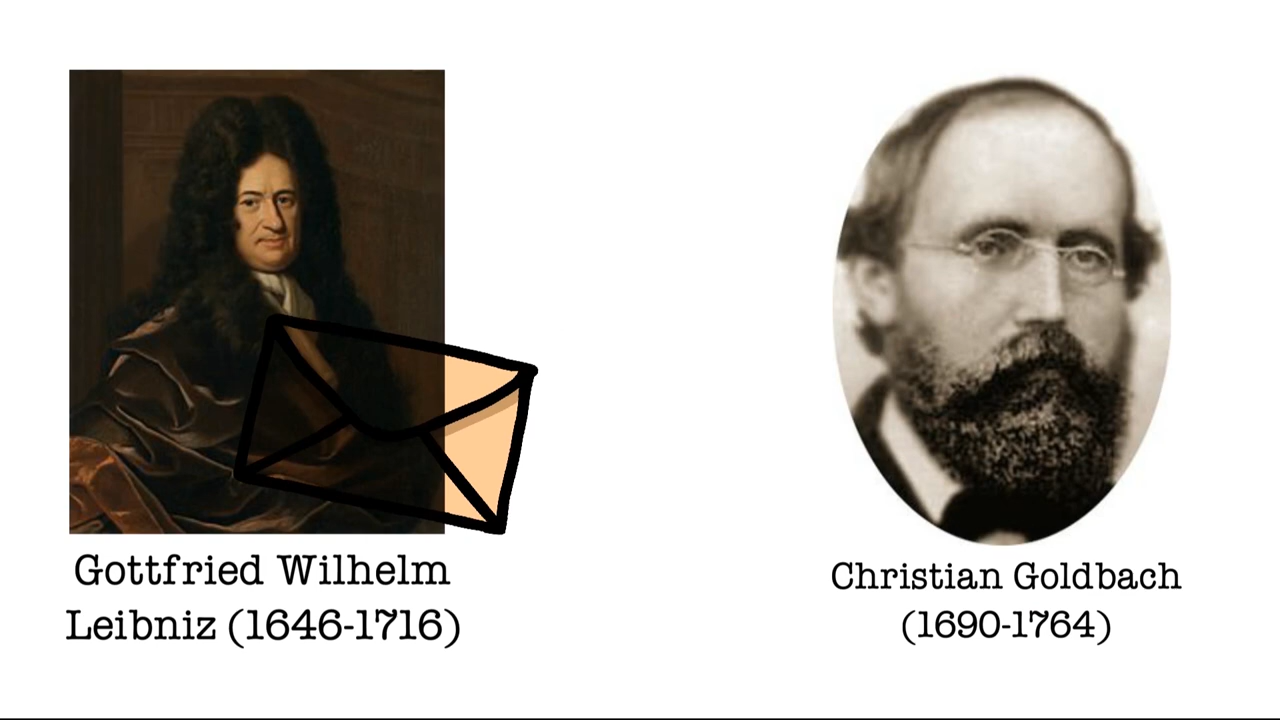 Gottfried Wilhelm
Leibniz (1646-1716)
Christian Goldbach
(1690-1764)